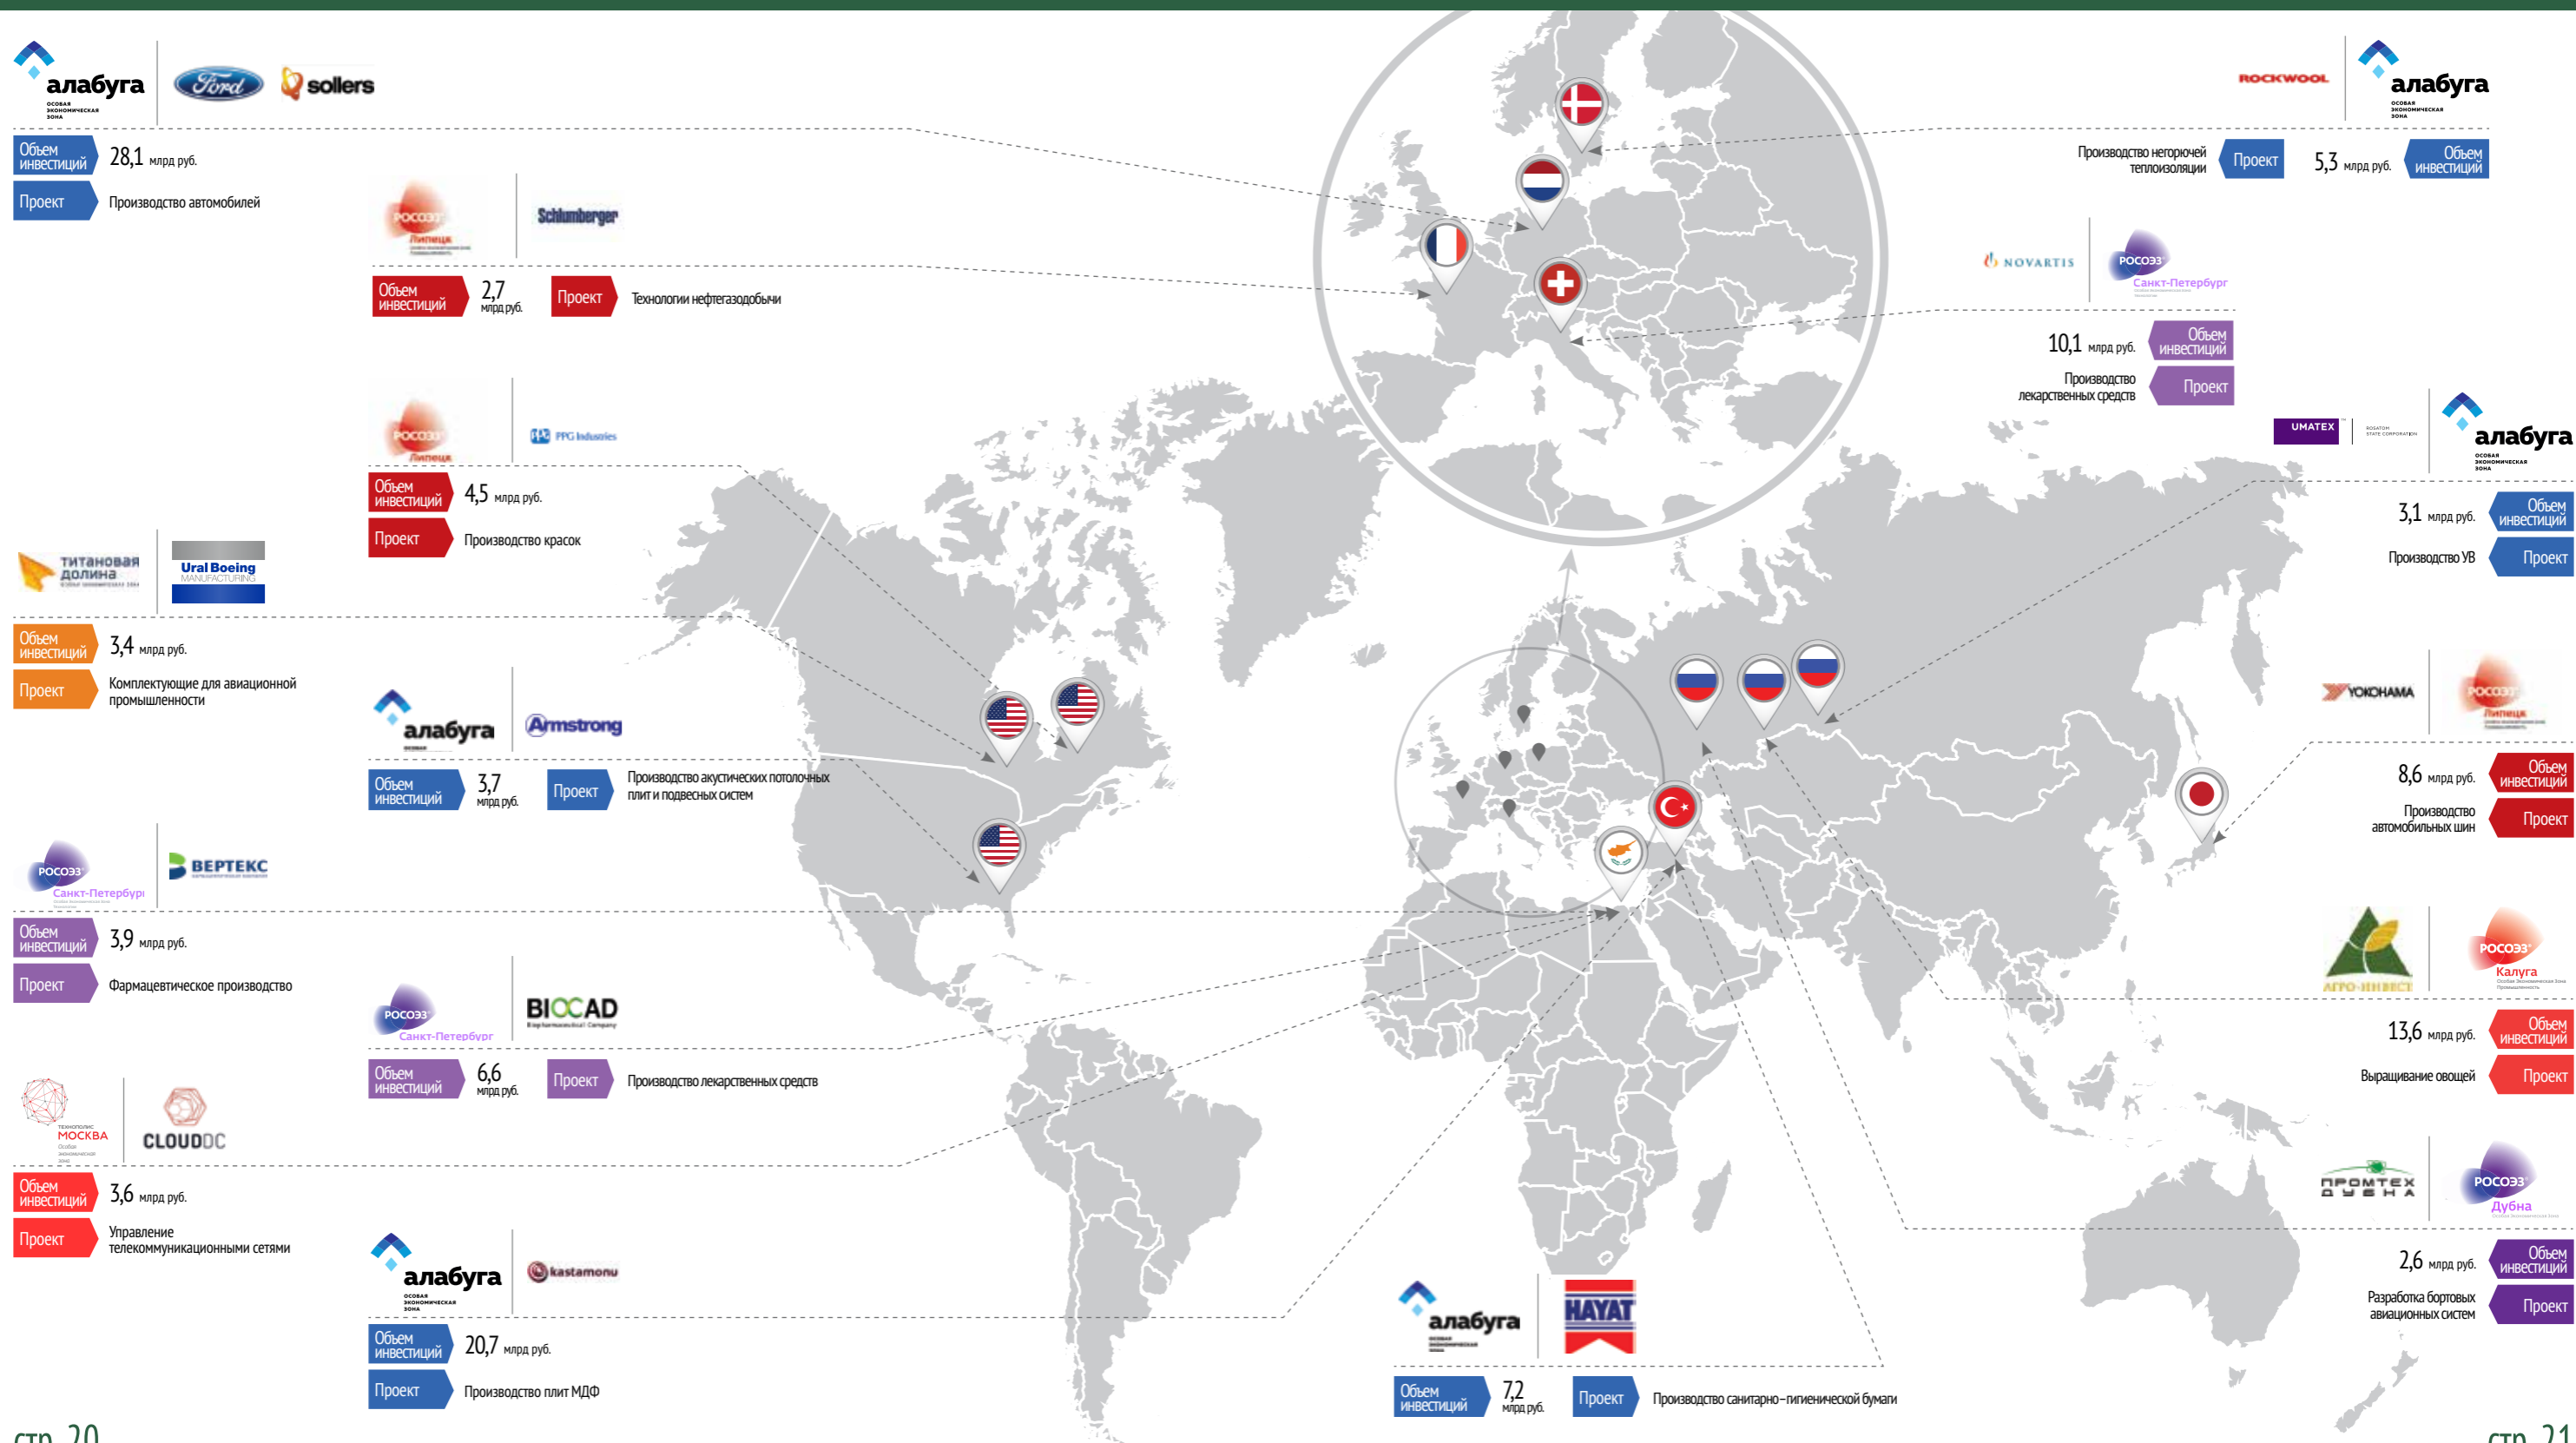 алабуга
ОСОБАЯ
ЭКОНОМИЧЕСКАЯ
ЗОНА
Ford
sollers
Объем
инвестиций
28,1 млрд руб.
Проект
Производство автомобилей
РОСОЭЗ
Липецк
Schlumberger
Объем
инвестиций
2,7
млрд руб.
Проект
Технологии нефтегазодобычи
РОСОЭЗ
Липецк
PPG PPG Industries
Объем
инвестиций
4,5 млрд руб.
Проект
Производство красок
ТИТАНОВАЯ
ДОЛИНА
Ural Boeing
MANUFACTURING
Объем
инвестиций
3,4 млрд руб.
Проект
Комплектующие для авиационной
промышленности
алабуга
Armstrong
Объем
инвестиций
3,7
млрд руб.
Проект
Производство акустических потолочных
плит и подвесных систем
РОСОЭЗ
Санкт-Петербург
ВЕРТЕКС
Объем
инвестиций
3,9 млрд руб.
Проект
Фармацевтическое производство
РОСОЭЗ
Санкт-Петербург
BIOCAD
Biopharmaceutical Company
Объем
инвестиций
6,6
млрд руб.
Проект
Производство лекарственных средств
ТЕХНОПОЛИС
МОСКВА
Особая
экономическая
зона
CLOUDDC
Объем
инвестиций
3,6 млрд руб.
Проект
Управление
телекоммуникационными сетями
алабуга
ОСОБАЯ
ЭКОНОМИЧЕСКАЯ
ЗОНА
kastamonu
Объем
инвестиций
20,7 млрд руб.
Проект
Производство плит МДФ
стр. 20
ROCKWOOL
алабуга
ОСОБАЯ
ЭКОНОМИЧЕСКАЯ
ЗОНА
Производство негорючей
теплоизоляции
Проект
5,3 млрд руб.
Объем
инвестиций
NOVARTIS
РОСОЭЗ
Санкт-Петербург
10,1 млрд руб.
Объем
инвестиций
Производство
лекарственных средств
Проект
UMATEX
ROSATOM
STATE CORPORATION
алабуга
ОСОБАЯ
ЭКОНОМИЧЕСКАЯ
ЗОНА
3,1 млрд руб.
Объем
инвестиций
Производство УВ
Проект
YOKOHAMA
РОСОЭЗ
Липецк
8,6 млрд руб.
Объем
инвестиций
Производство
автомобильных шин
Проект
АГРО-ИНВЕСТ
РОСОЭЗ
Калуга
Особая Экономическая Зона
Промышленность
13,6 млрд руб.
Объем
инвестиций
Выращивание овощей
Проект
ПРОМТЕХ
ДУБНА
РОСОЭЗ
Дубна
2,6 млрд руб.
Объем
инвестиций
Разработка бортовых
авиационных систем
Проект
алабуга
HAYAT
Объем
инвестиций
7,2
млрд руб.
Проект
Производство санитарно-гигиенической бумаги
стр. 21